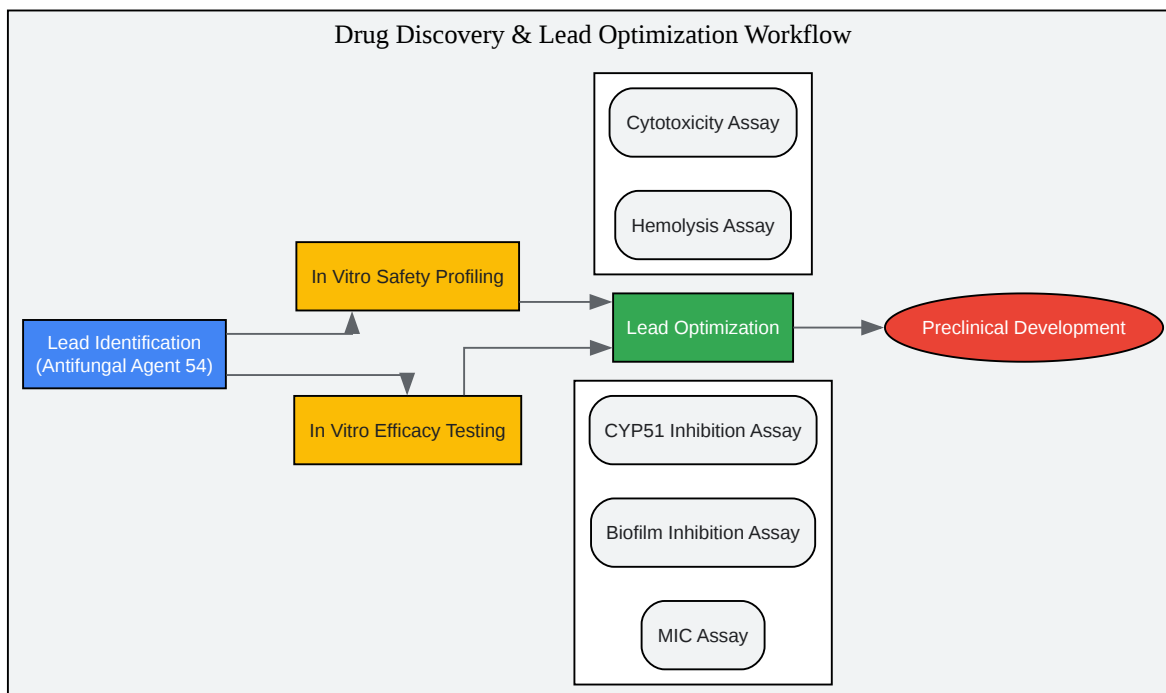 Drug Discovery & Lead Optimization Workflow
Cytotoxicity Assay
Hemolysis Assay
In Vitro Safety Profiling
Lead Identification
(Antifungal Agent 54)
Lead Optimization
Preclinical Development
In Vitro Efficacy Testing
CYP51 Inhibition Assay
Biofilm Inhibition Assay
MIC Assay